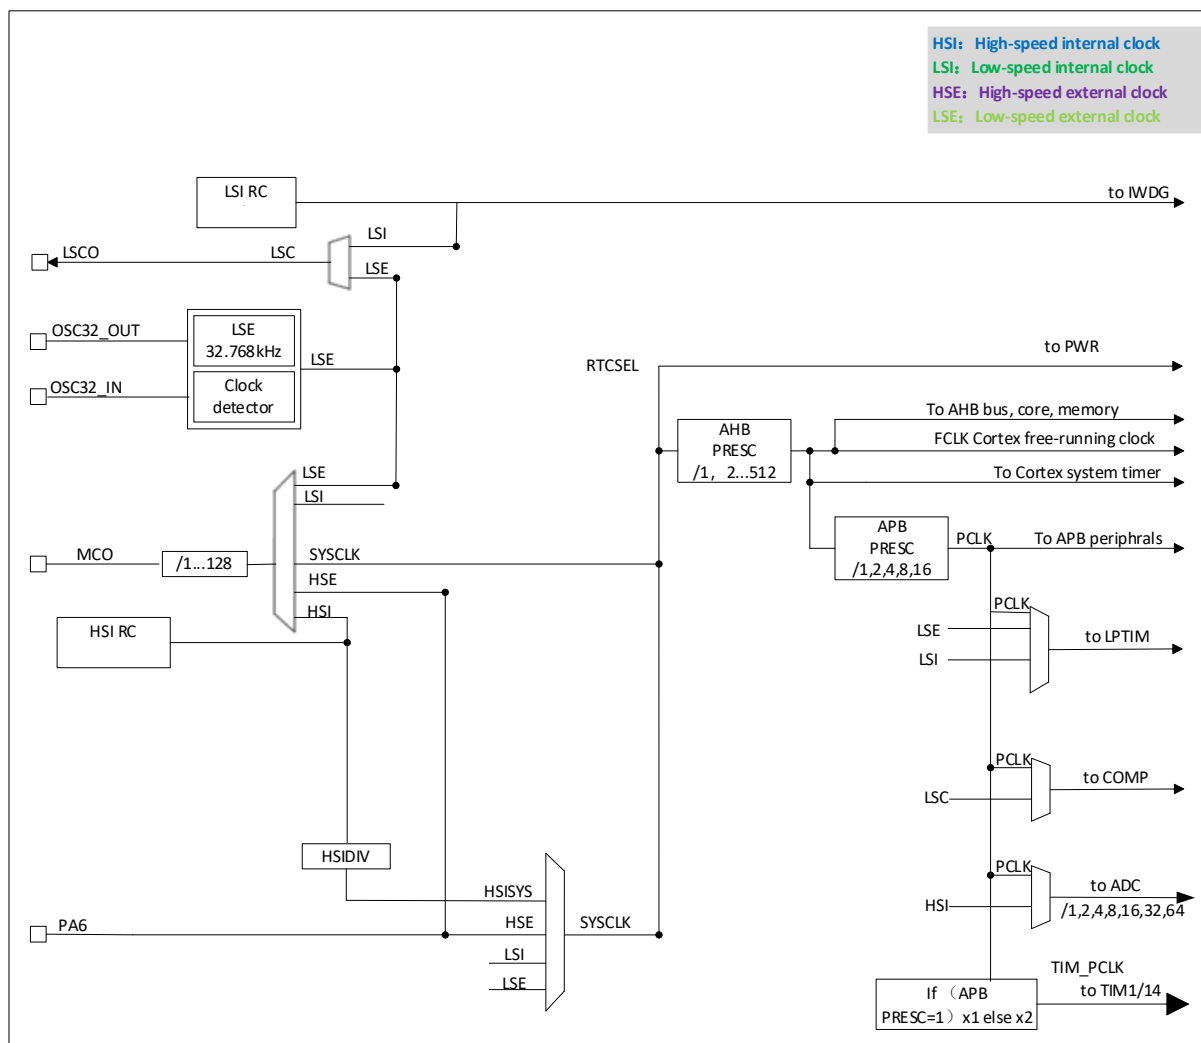 HSI：High-speed internal clock
LSI：Low-speed internal clock
HSE：High-speed external clock
LSE：Low-speed external clock
LSI RC
to IWDG
LSI
LSCO
LSC
LSE
OSC32_OUT
LSE
32.768kHz
LSE
OSC32_IN
Clock
detector
RTCSEL
to PWR
AHB
PRESC
/1，2...512
To AHB bus, core, memory
FCLK Cortex free-running clock
To Cortex system timer
LSE
LSI
APB
PRESC
/1,2,4,8,16
PCLK
To APB periphrals
MCO
/1...128
SYSCLK
HSE
HSI
HSI RC
PCLK
LSE
LSI
to LPTIM
PCLK
LSC
to COMP
HSIDIV
HSISYS
PCLK
HSI
to ADC
/1,2,4,8,16,32,64
PA6
HSE
SYSCLK
LSI
LSE
TIM_PCLK
to TIM1/14
If （APB
PRESC=1）x1 else x2